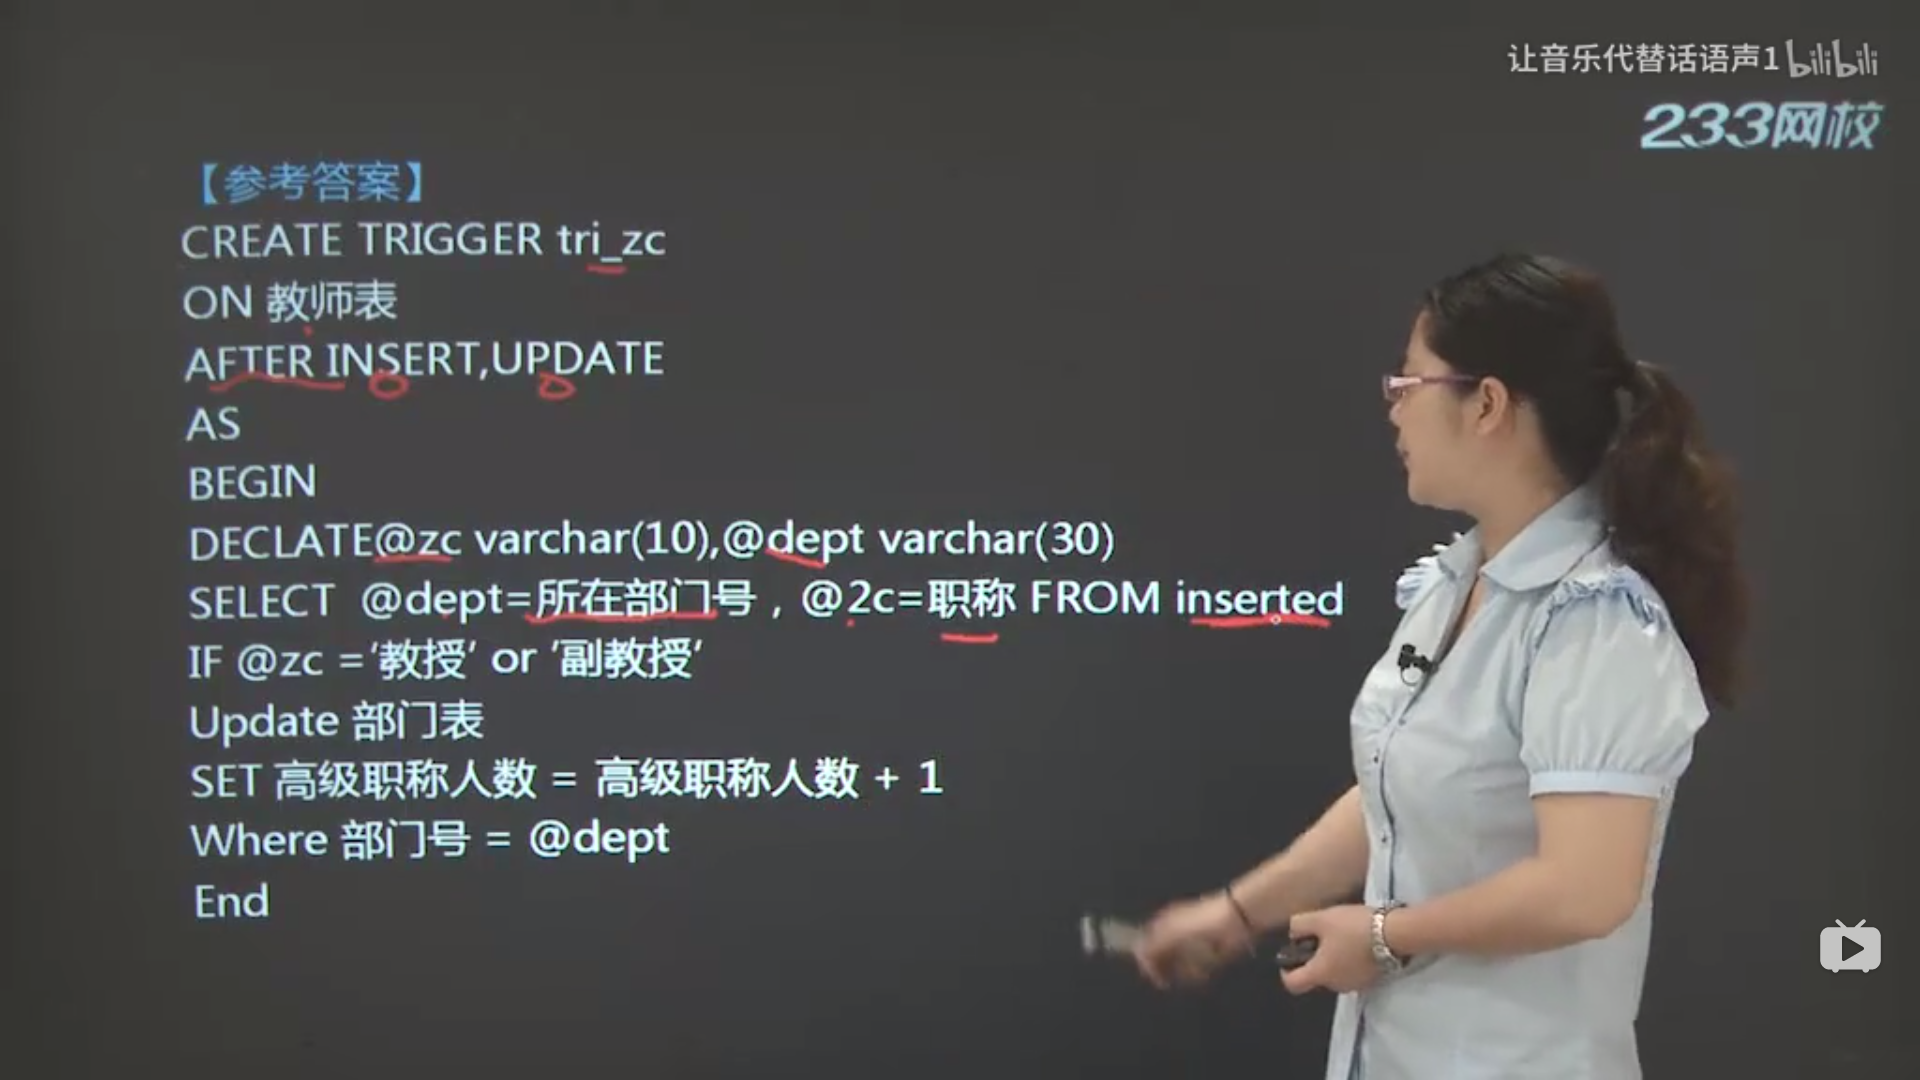 让音乐代替话语声1 bilibili
233网校
【参考答案】
CREATE TRIGGER tri_zc
ON 教师表
AFTER INSERT,UPDATE
AS
BEGIN
DECLATE@zc varchar(10),@dept varchar(30)
SELECT @dept=所在部门号，@2c=职称 FROM inserted
IF @zc =‘教授’ or ‘副教授’
Update 部门表
SET 高级职称人数 = 高级职称人数 + 1
Where 部门号 = @dept
End